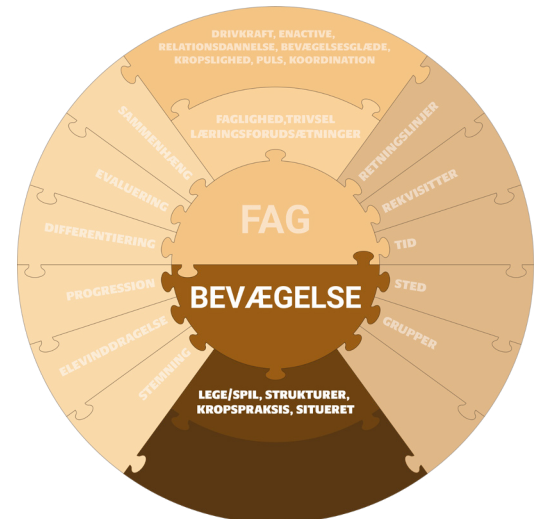 DRIVKRAFT, ENACTIVE,
RELATIONSDANNELSE, BEVÆGELSESGLÆDE,
KROPSLIGHED, PULS, KOORDINATION
FAGLIGHED,TRIVSEL
LÆRINGSFORUDSÆTNINGER
SAMMENHÆNG
EVALUERING
DIFFERENTIERING
PROGRESSION
ELEVINDDRAGELSE
STEMNING
FAG
BEVÆGELSE
RETNINGSLINJER
REKVISITTER
TID
STED
GRUPPER
LEGE/SPIL, STRUKTURER,
KROPSPRAKSIS, SITUERET